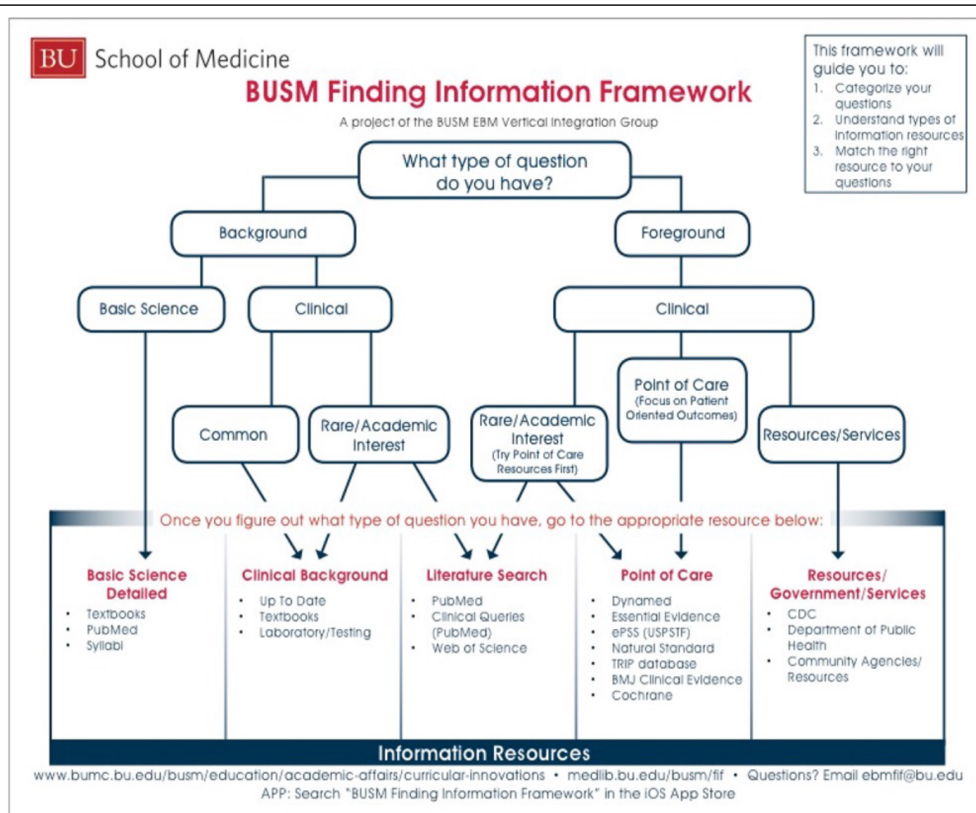 BU School of Medicine
BUSM Finding Information Framework
A project of the BUSM EBM Vertical Integration Group
This framework will
guide you to:
1. Categorize your
questions
2. Understand types of
information resources
3. Match the right
resource to your
questions
What type of question
do you have?
Background
Foreground
Basic Science
Clinical
Clinical
Common
Rare/Academic
Interest
Rare/Academic
Interest
(Try Point of Care
Resources First)
Point of Care
(Focus on Patient
Oriented Outcomes)
Resources/Services
Once you figure out what type of question you have, go to the appropriate resource below:
Basic Science
Detailed
• Textbooks
• PubMed
• Syllabi
Clinical Background
• Up To Date
• Textbooks
• Laboratory/Testing
Literature Search
• PubMed
• Clinical Queries
(PubMed)
• Web of Science
Point of Care
• Dynamed
• Essential Evidence
• ePSS (USPSTF)
• Natural Standard
• TRIP database
• BMJ Clinical Evidence
• Cochrane
Resources/
Government/Services
• CDC
• Department of Public
Health
• Community Agencies/
Resources
Information Resources
www.bumc.bu.edu/busm/education/academic-affairs/curricular-innovations • medlib.bu.edu/busm/fif • Questions? Email ebmfif@bu.edu
APP: Search "BUSM Finding Information Framework" in the iOS App Store